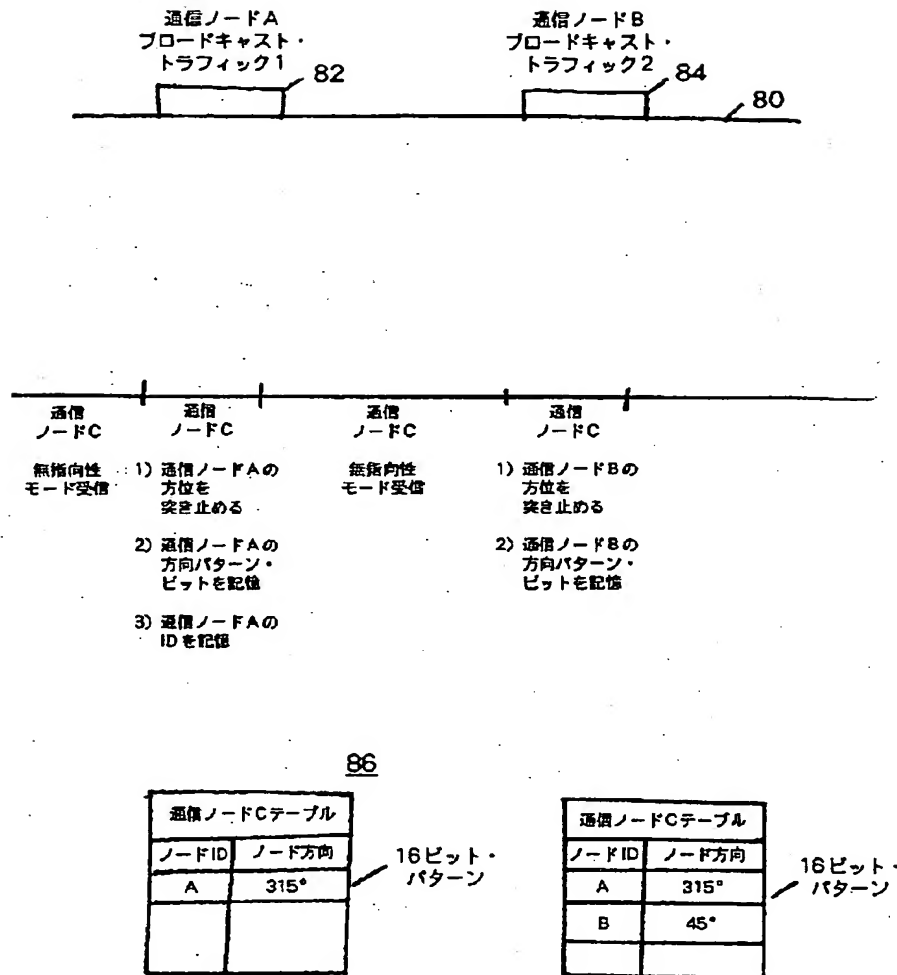 通信ノードA
ブロードキャスト・
トラフィック1
82
通信ノードB
ブロードキャスト・
トラフィック2
84
80
通信
ノードC
無指向性
モード受信
通信
ノードC
1) 通信ノードAの
方位を
突き止める
2) 通信ノードAの
方向パターン・
ビットを記憶
3) 通信ノードAの
IDを記憶
通信
ノードC
無指向性
モード受信
通信
ノードC
1) 通信ノードBの
方位を
突き止める
2) 通信ノードBの
方向パターン・
ビットを記憶
86
通信ノードCテーブル
ノードID ノード方向
A 315°
16ビット・
パターン
通信ノードCテーブル
ノードID ノード方向
A 315°
B 45°
16ビット・
パターン